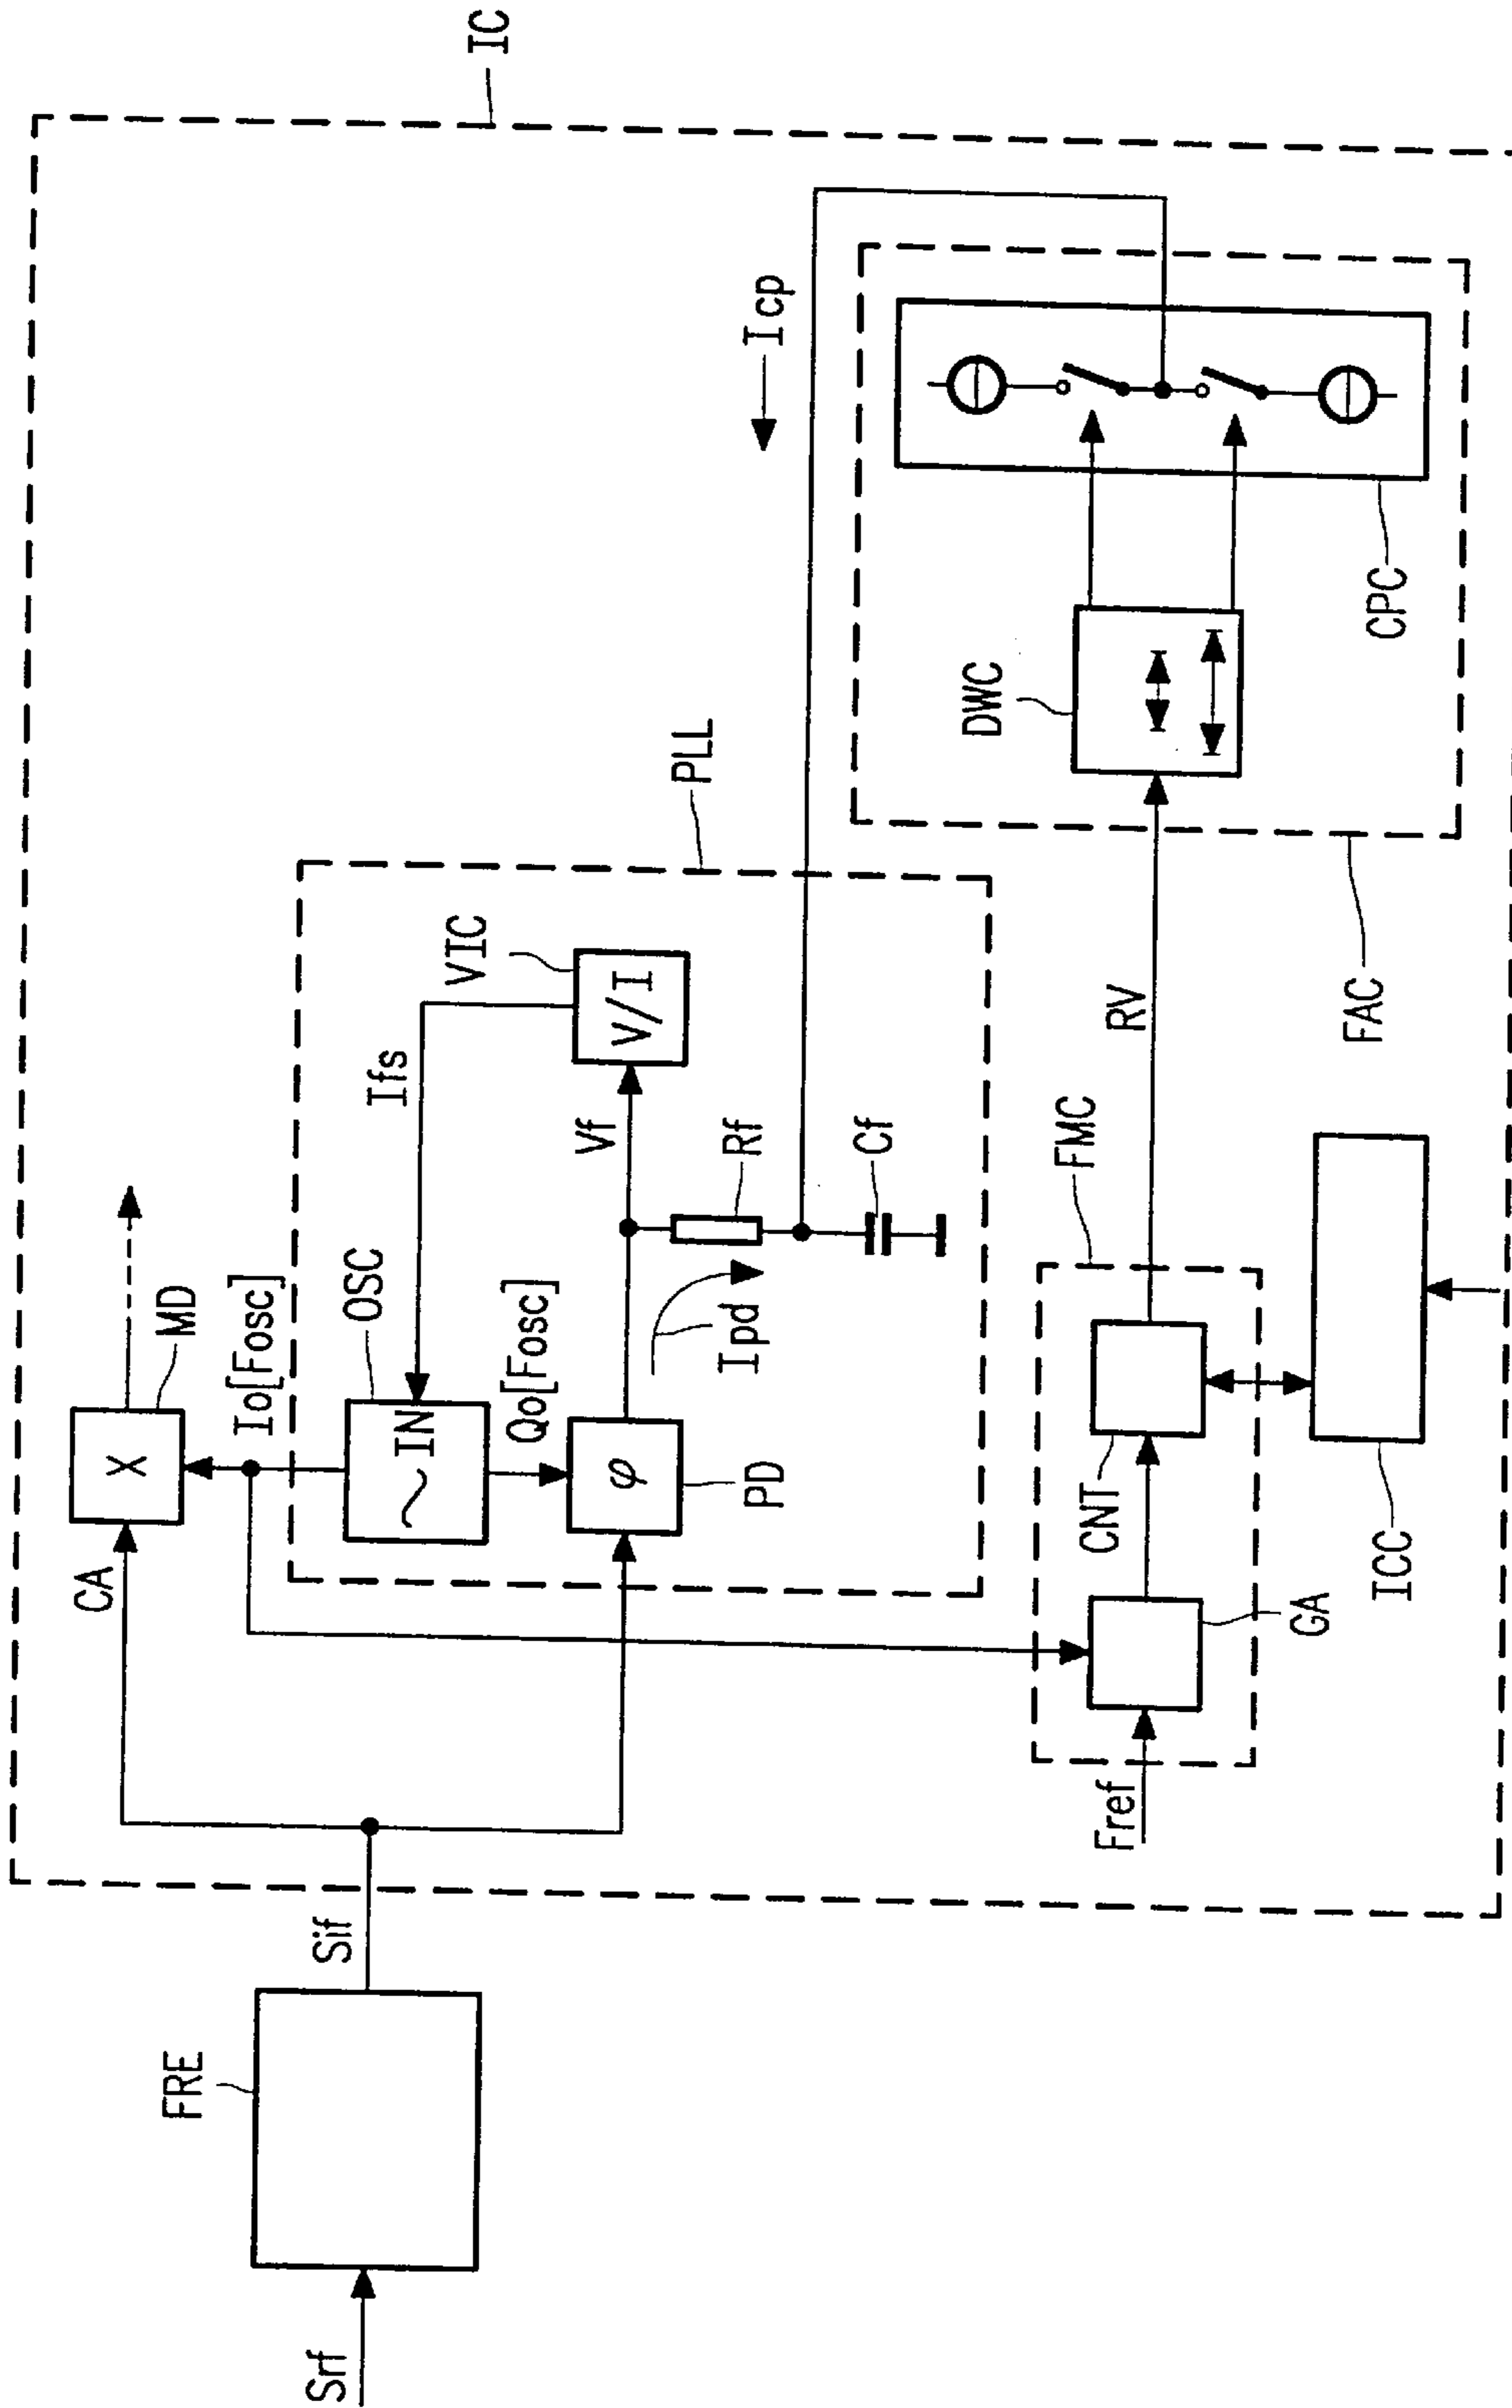 IC
CA
X
MD
Io[Fosc]
OSC
~IN
Ifs
VIC
PLL
Qo[Fosc]
φ
PD
Ipd
Vf
V/I
Rf
Cf
Icp
Srf
FRE
Sif
Fref
GA
CNT
FMC
RV
ICC
DWC
FAC
CPC